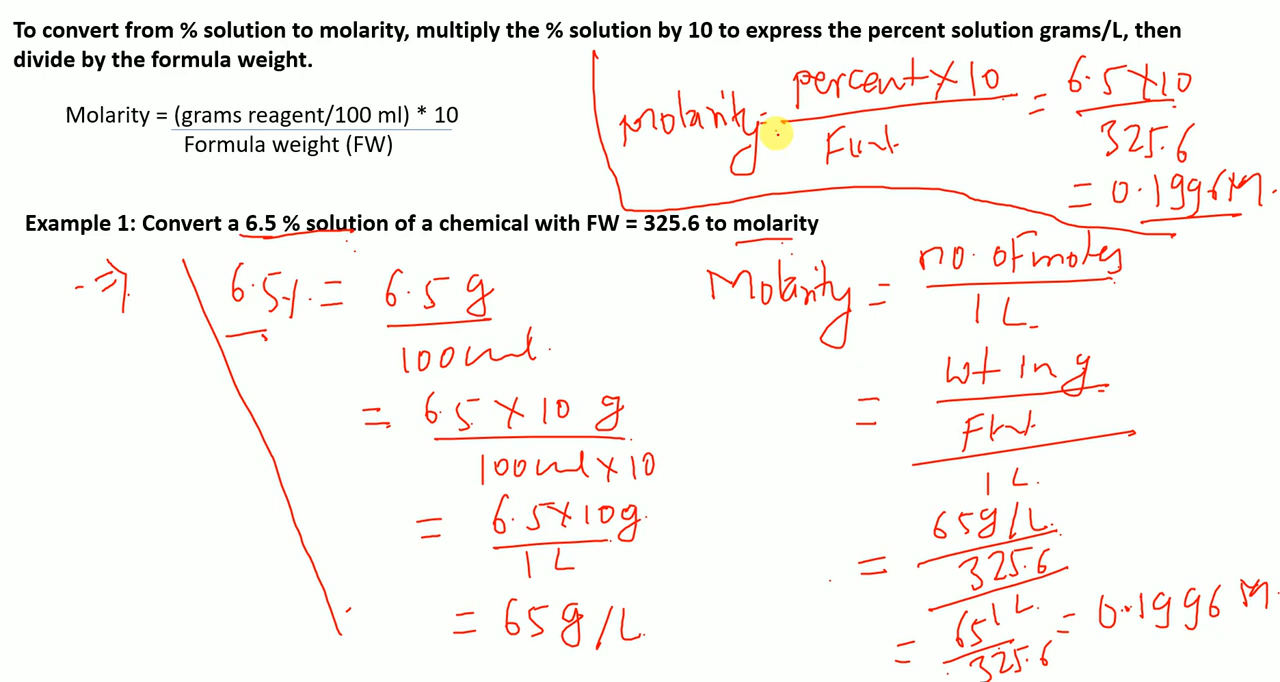 To convert from % solution to molarity, multiply the % solution by 10 to express the percent solution grams/L, then
divide by the formula weight.
Molarity = (grams reagent/100 ml) * 10
Formula weight (FW)
Molarity = percent × 10 = 6.5 × 10
F wt 325.6
= 0.1996 M.
Example 1: Convert a 6.5 % solution of a chemical with FW = 325.6 to molarity
⇒ 6.5 % = 6.5 g
100 ml.
= 6.5 × 10 g
100 ml × 10
= 6.5 × 10 g.
1 L
= 65 g/L.
Molarity = no. of moles
1 L.
= wt in g
F wt
1 L.
= 65 g/L.
325.6
1 L.
= 65
325.6
= 0.1996 M.